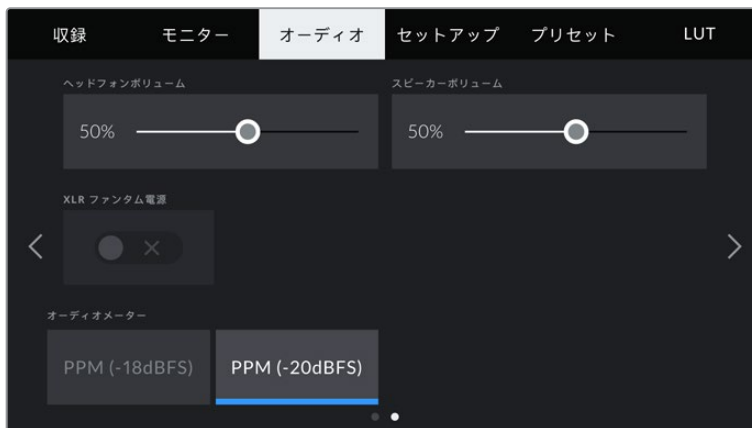 収録 モニター オーディオ セットアップ プリセット LUT
ヘッドフォンボリューム スピーカーボリューム
50% 50%
XLR ファンタム電源
オーディオメーター
PPM (-18dBFS) PPM (-20dBFS)